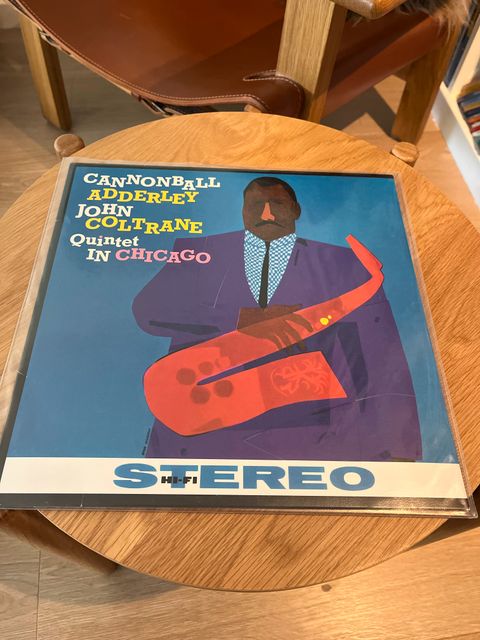 CANNONBALL
ADDERLEY
JOHN
COLTRANE
Quintet
IN CHICAGO
STEREO
HI-FI